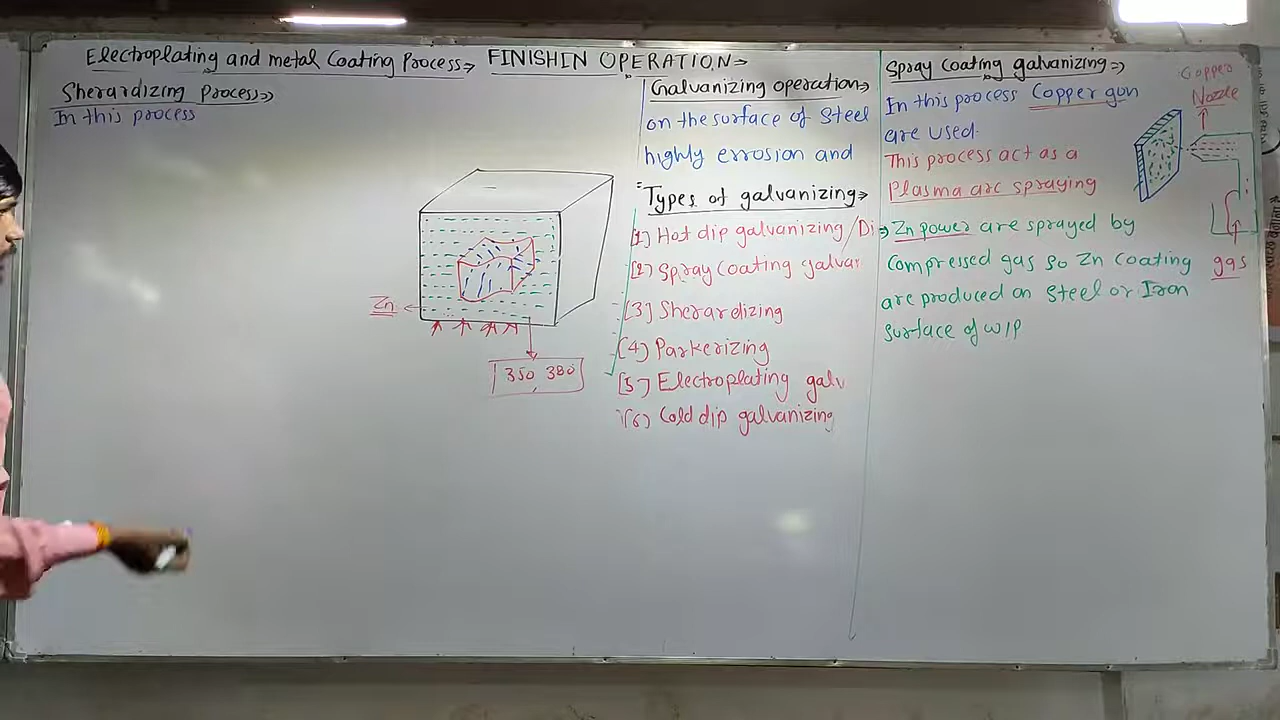 Electroplating and metal Coating Process→ FINISHIN OPERATION→
Sherardizing Process→
In this process
Zn
350 380
Galvanizing operation→
on the surface of Steel
highly errosion and
Types of galvanizing→
[1] Hot dip galvanizing/Di
[2] Spray coating galvar
[3] Sherardizing
[4] Parkerizing
[5] Electroplating galv
(6) Cold dip galvanizing
Spray Coating galvanizing→
In this process Copper gun
are used.
This process act as a
Plasma arc spraying
→ Zn power are sprayed by
Compressed gas so Zn coating
are produced on Steel or Iron
surface of w/p
Copper
Nozzle
gas